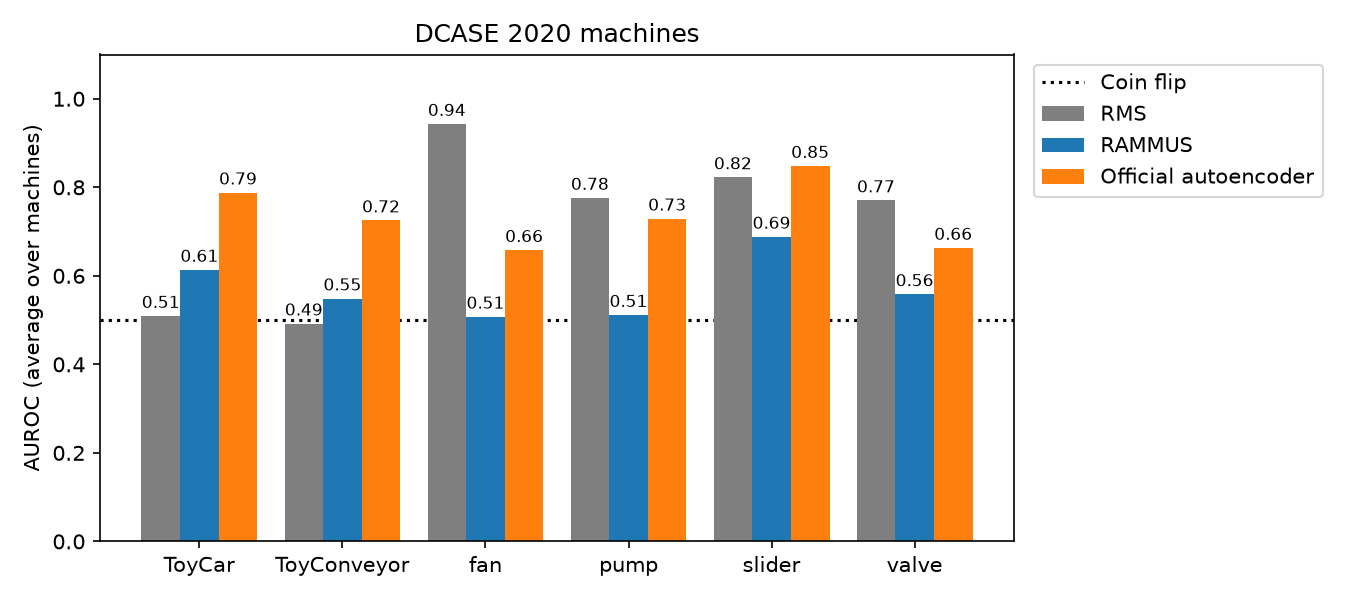 DCASE 2020 machines
AUROC (average over machines)
1.0
0.8
0.6
0.4
0.2
0.0
0.51
0.61
0.79
0.49
0.55
0.72
0.94
0.51
0.66
0.78
0.51
0.73
0.82
0.69
0.85
0.77
0.56
0.66
ToyCar
ToyConveyor
fan
pump
slider
valve
Coin flip
RMS
RAMMUS
Official autoencoder